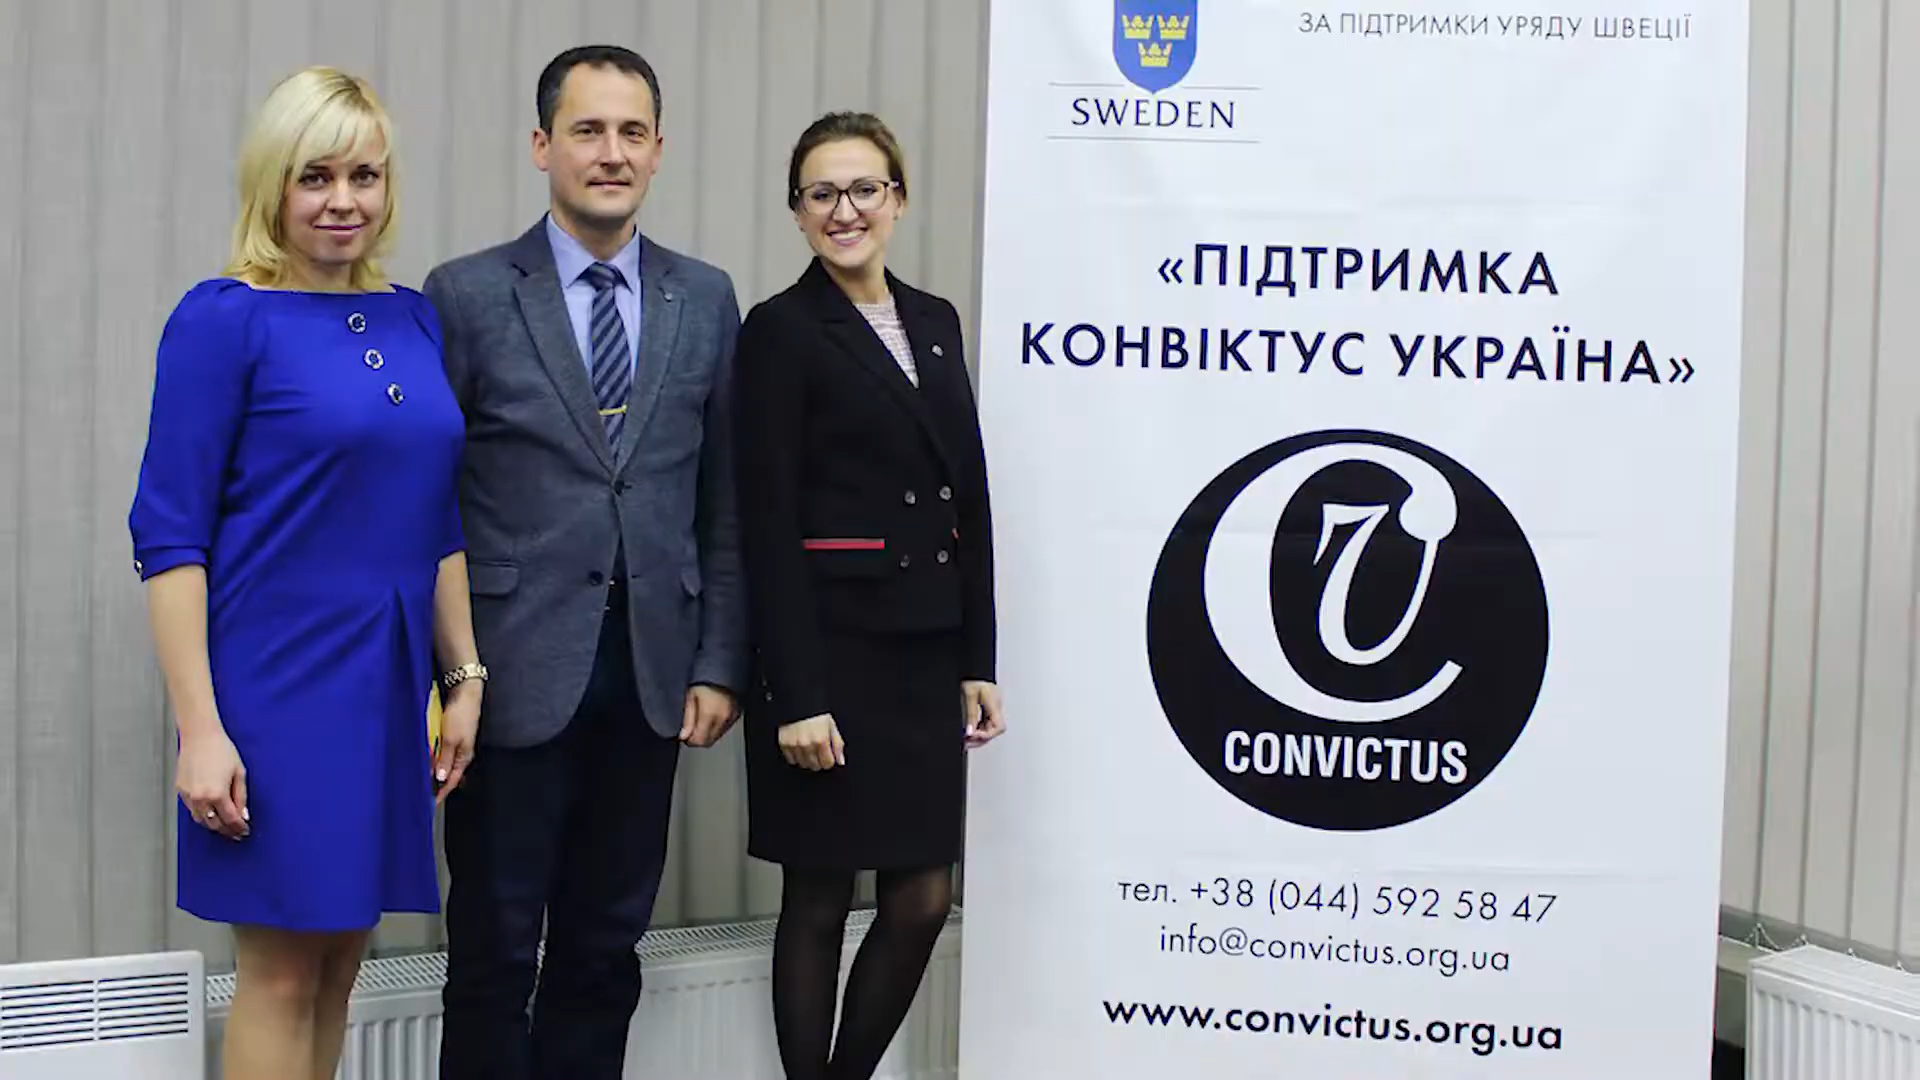 ЗА ПІДТРИМКИ УРЯДУ ШВЕЦІЇ
SWEDEN
«ПІДТРИМКА
КОНВІКТУС УКРАЇНА»
C7
CONVICTUS
тел. +38 (044) 592 58 47
info@convictus.org.ua
www.convictus.org.ua